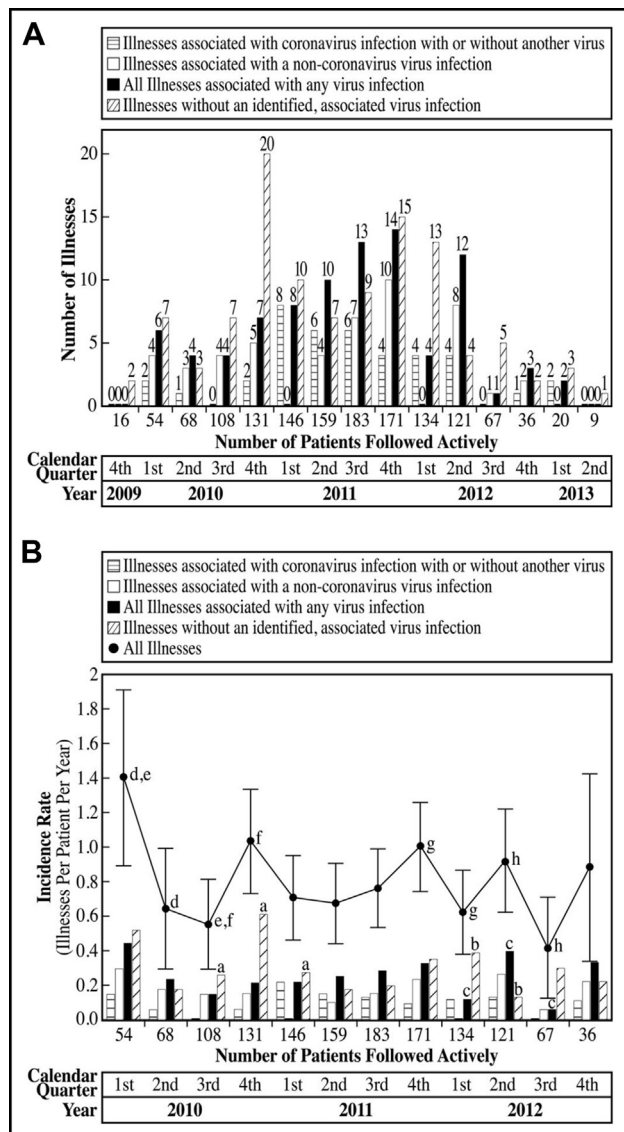 A
Illnesses associated with coronavirus infection with or without another virus
Illnesses associated with a non-coronavirus virus infection
All Illnesses associated with any virus infection
Illnesses without an identified, associated virus infection
Number of Illnesses
20
15
10
5
0
000 2
2 4 6 7
1 3 4 3
0 4 4 7
2 5 7 20
8 0 8 10
6 4 10 7
6 7 13 9
4 10 14 15
4 0 4 13
4 8 12 4
0 1 1 5
1 2 3 2
2 0 2 3
000 1
16 54 68 108 131 146 159 183 171 134 121 67 36 20 9
Number of Patients Followed Actively
Calendar Quarter 4th 1st 2nd 3rd 4th 1st 2nd 3rd 4th 1st 2nd 3rd 4th 1st 2nd
Year 2009 2010 2011 2012 2013
B
Illnesses associated with coronavirus infection with or without another virus
Illnesses associated with a non-coronavirus virus infection
All Illnesses associated with any virus infection
Illnesses without an identified, associated virus infection
All Illnesses
Incidence Rate
(Illnesses Per Patient Per Year)
2
1.8
1.6
1.4
1.2
1.0
0.8
0.6
0.4
0.2
0
d,e
d
e,f
f
g
g
h
h
a
a
a
b
c
c
b
c
54 68 108 131 146 159 183 171 134 121 67 36
Number of Patients Followed Actively
Calendar Quarter 1st 2nd 3rd 4th 1st 2nd 3rd 4th 1st 2nd 3rd 4th
Year 2010 2011 2012